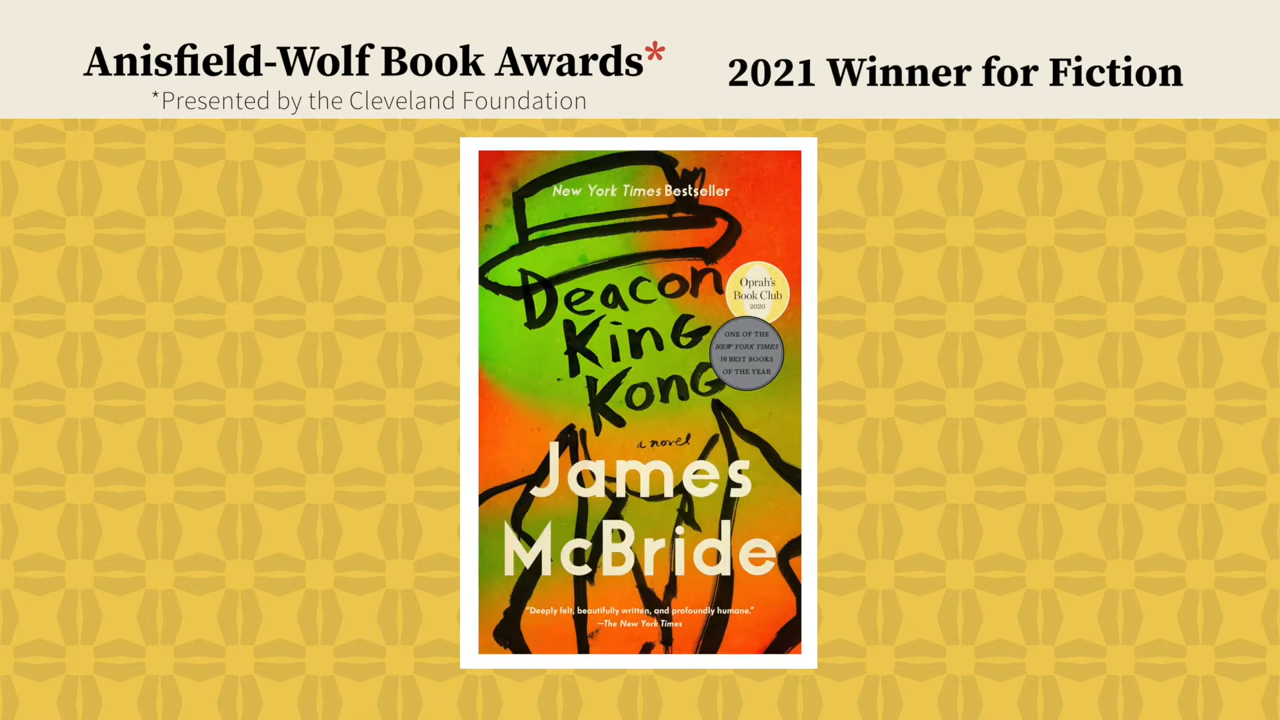 Anisfield-Wolf Book Awards*
*Presented by the Cleveland Foundation
2021 Winner for Fiction
New York Times Bestseller
Deacon
King
Kong
Oprah's
Book Club
2020
ONE OF THE
NEW YORK TIMES
10 BEST BOOKS
OF THE YEAR
a novel
James
McBride
“Deeply felt, beautifully written, and profoundly humane.”
—The New York Times